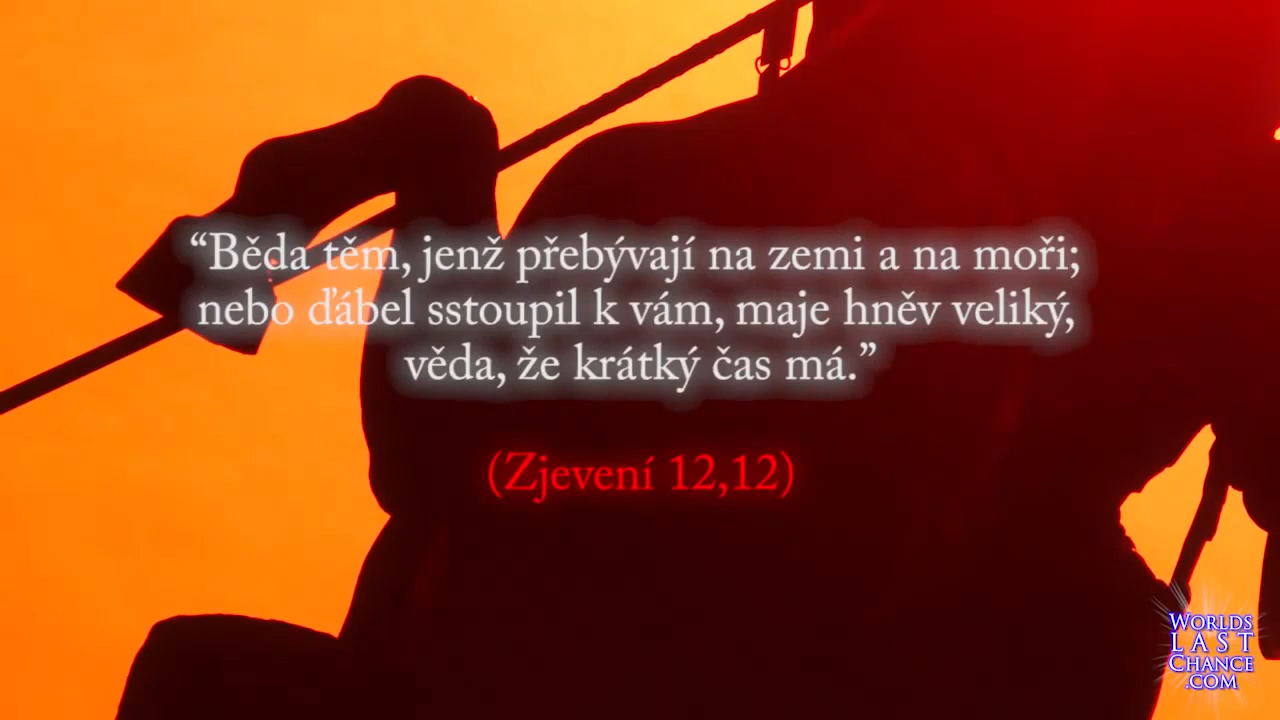 “Běda těm, jenž přebývají na zemi a na moři;
nebo ďábel sstoupil k vám, maje hněv veliký,
věda, že krátký čas má.”
(Zjevení 12,12)
WORLDS
LAST
CHANCE
.COM